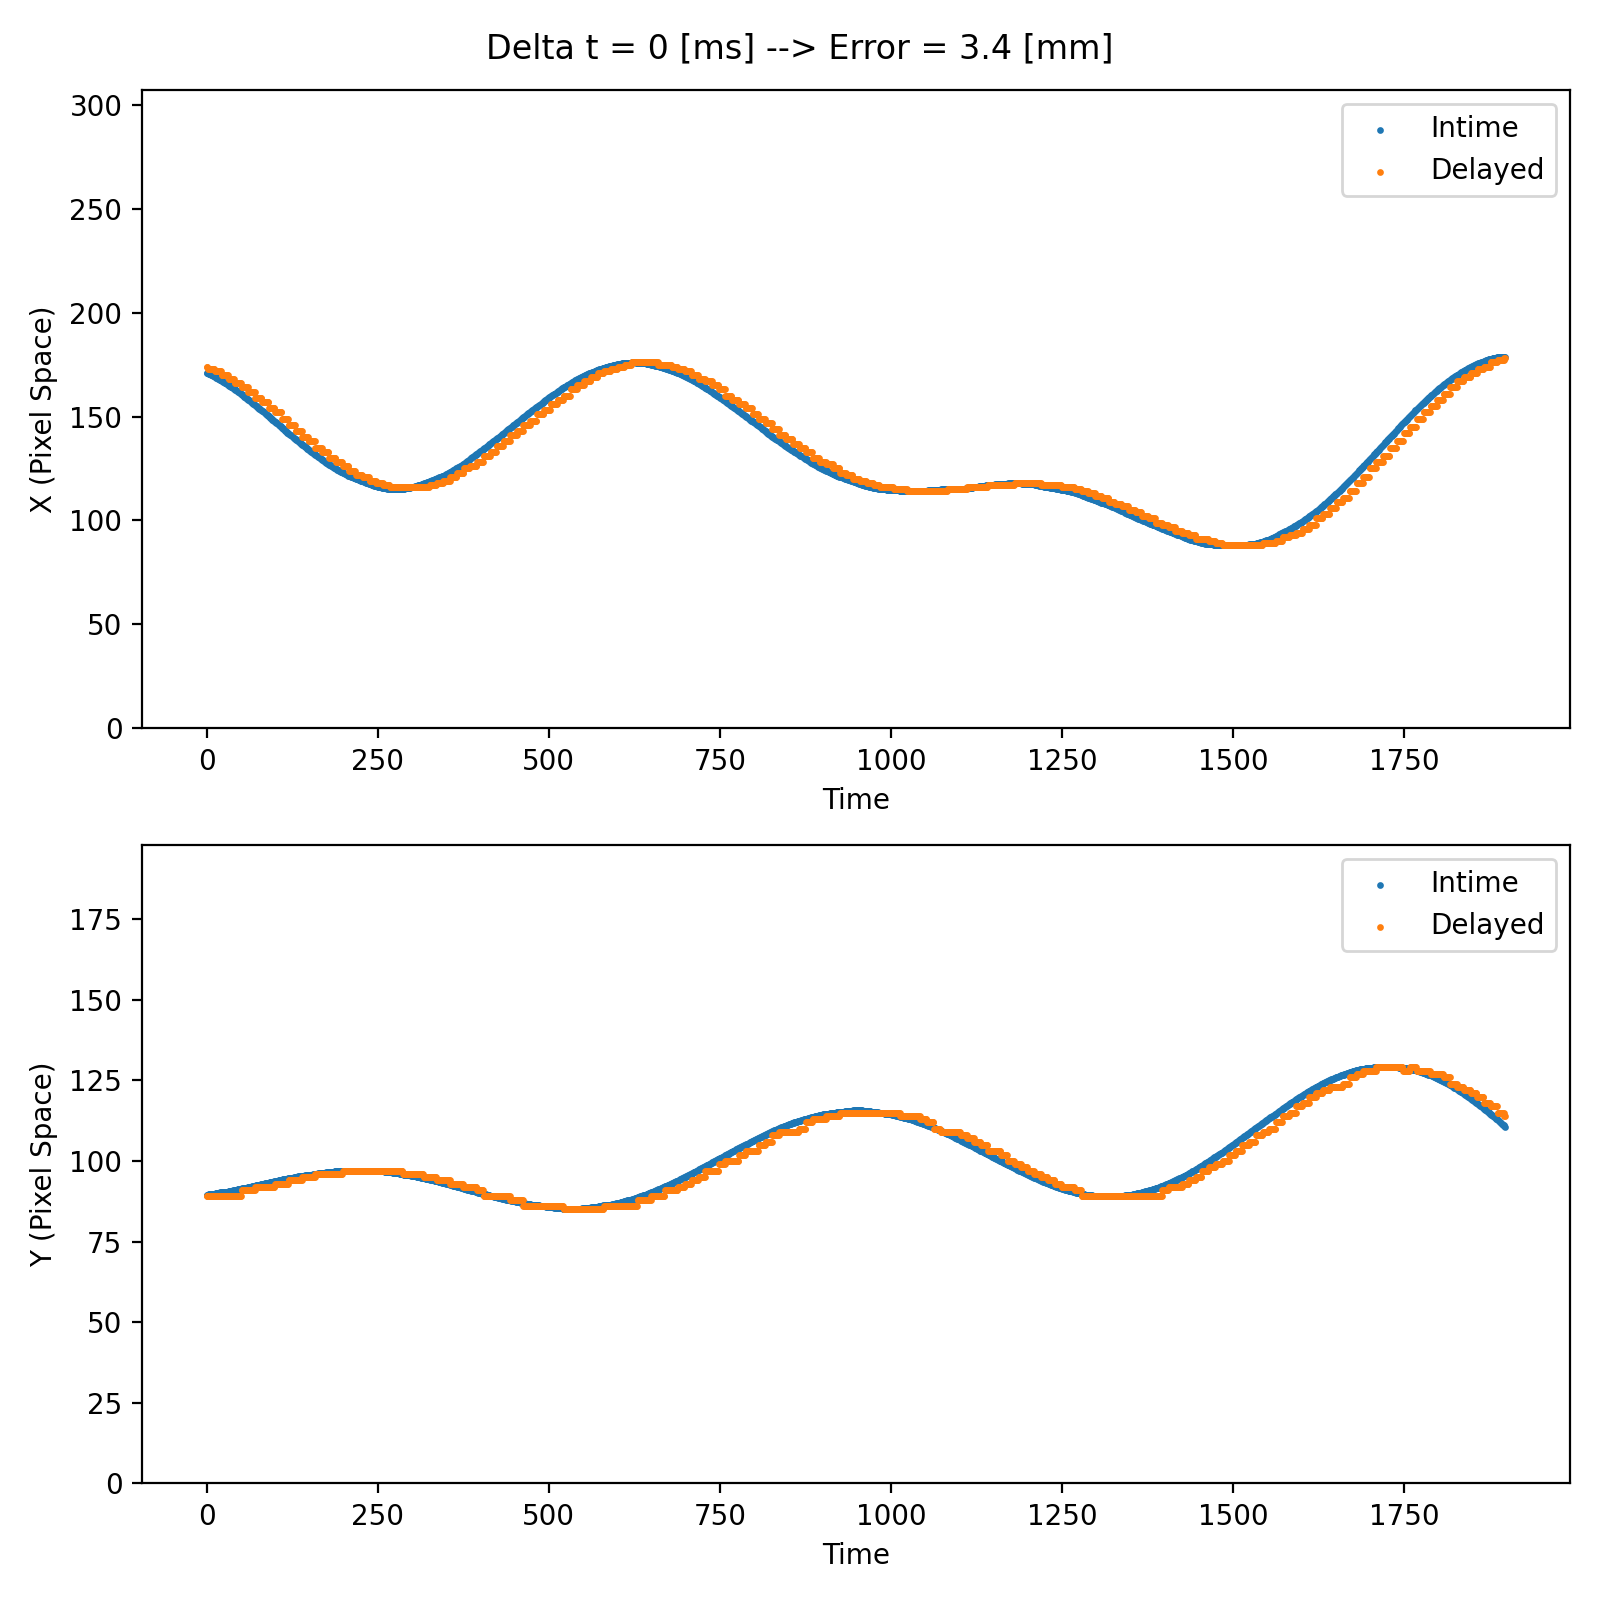 Delta t = 0 [ms] --> Error = 3.4 [mm]
300
250
200
150
100
50
0
X (Pixel Space)
Intime
Delayed
0 250 500 750 1000 1250 1500 1750
Time
175
150
125
100
75
50
25
0
Y (Pixel Space)
Intime
Delayed
0 250 500 750 1000 1250 1500 1750
Time